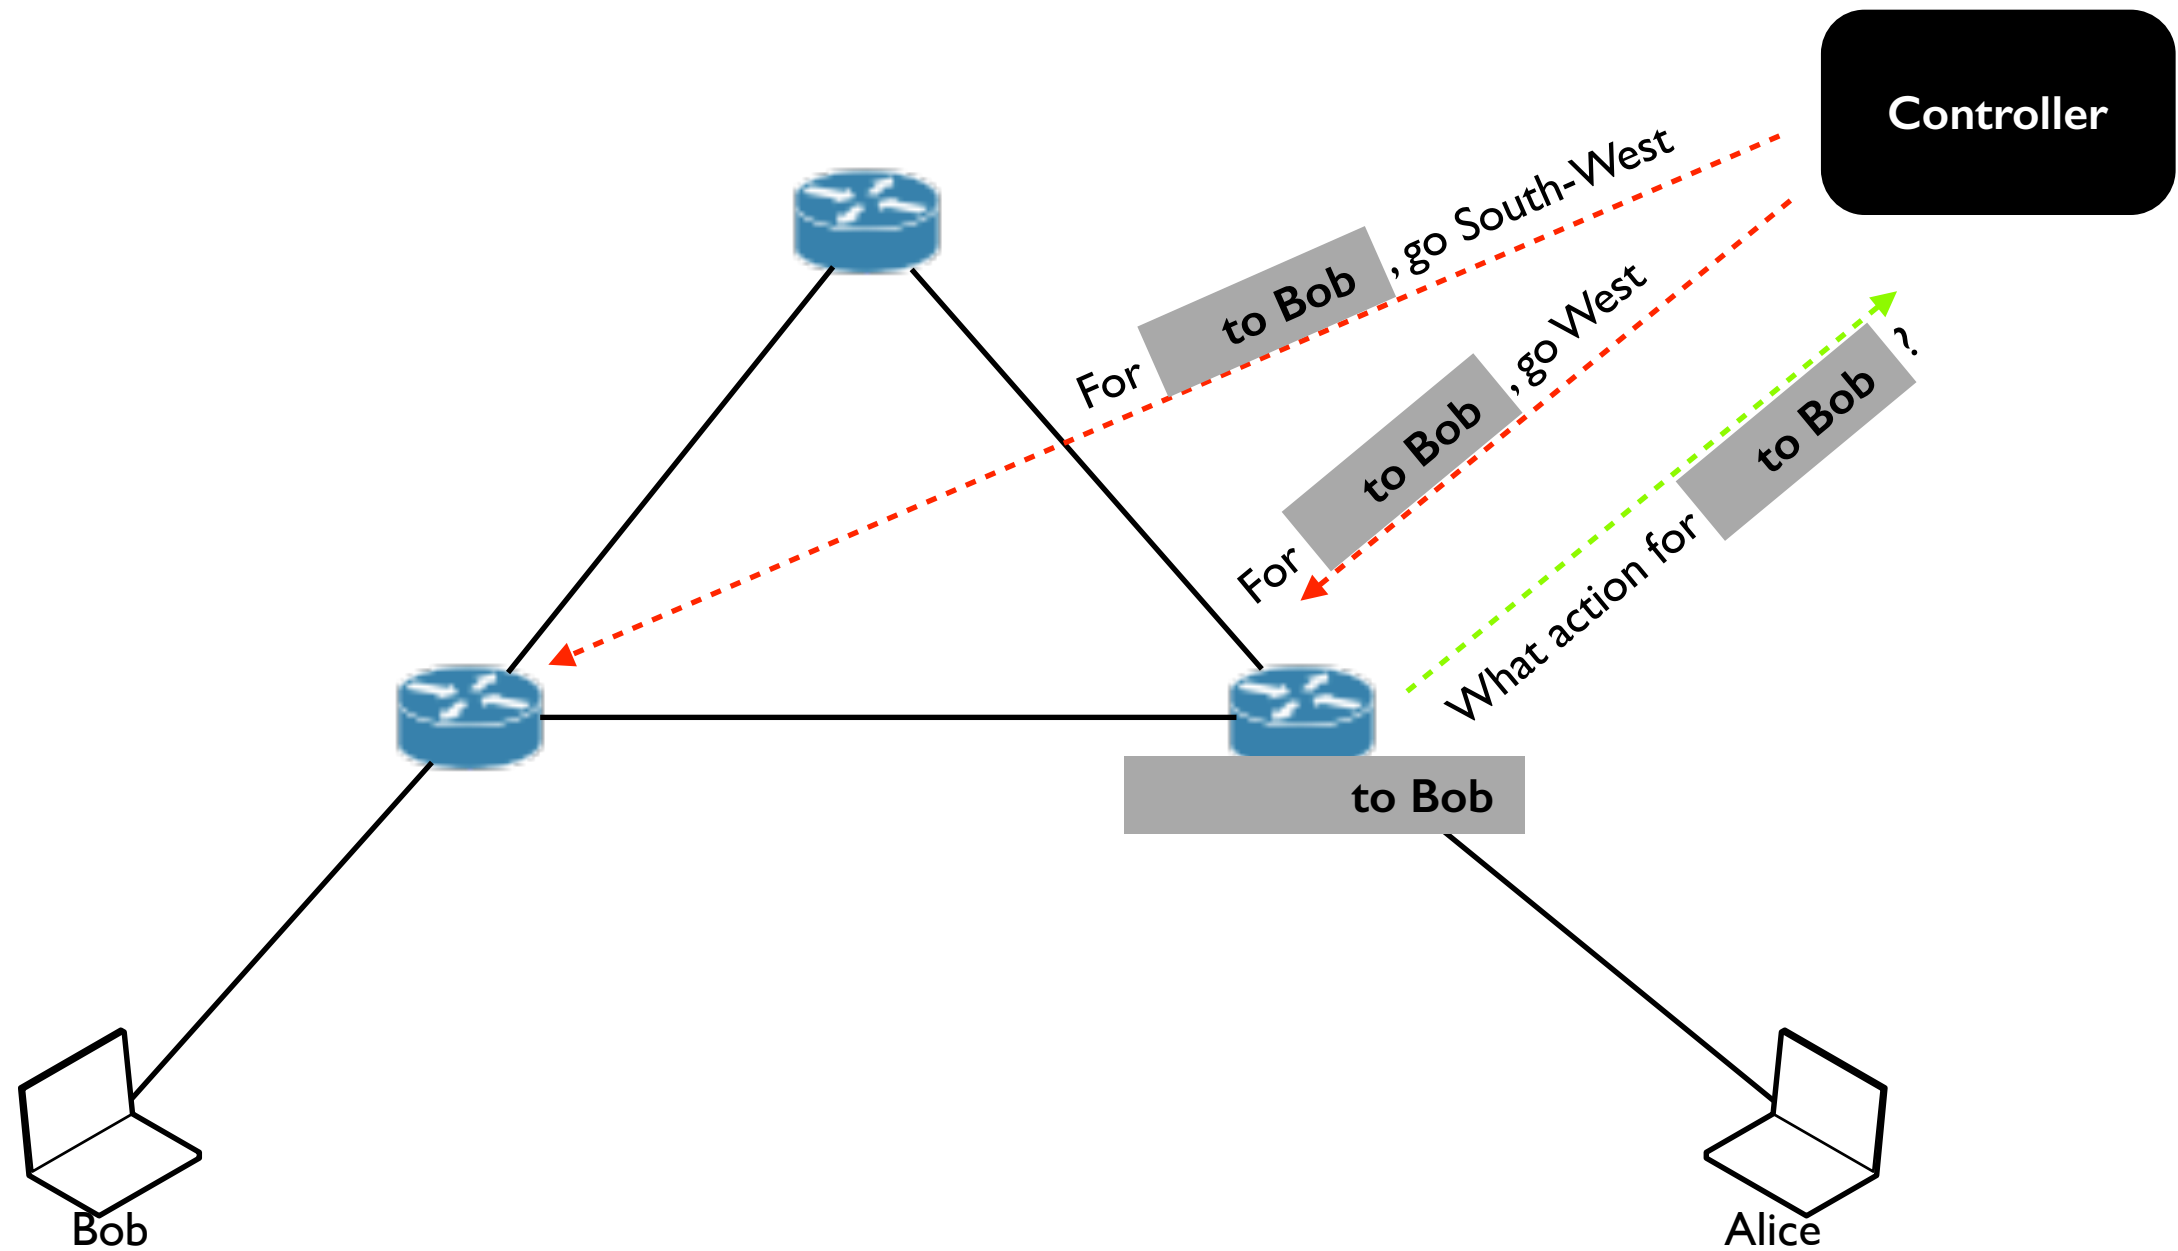 Controller
For to Bob , go South-West
For to Bob , go West
What action for to Bob ?
to Bob
Bob
Alice